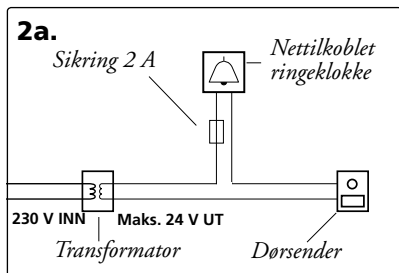 2a.
Sikring 2 A
Nettilkoblet
ringeklokke
230 V INN
Maks. 24 V UT
Transformator
Dørsender